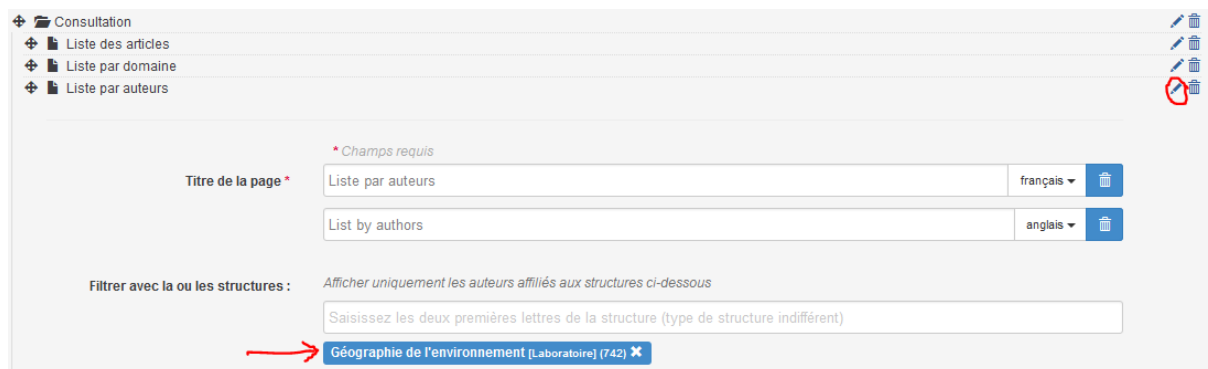 Consultation
Liste des articles
Liste par domaine
Liste par auteurs
* Champs requis
Titre de la page * Liste par auteurs français
List by authors anglais
Filtrer avec la ou les structures : Afficher uniquement les auteurs affiliés aux structures ci-dessous
Saisissez les deux premières lettres de la structure (type de structure indifférent)
Géographie de l'environnement [Laboratoire] (742) ✖